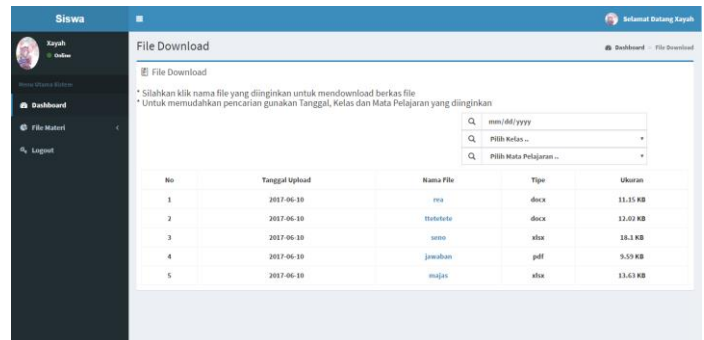 Siswa
Selamat Datang Xayah
Xayah
Online
Menu Utama Sistem
Dashboard
File Materi
Logout
File Download
Dashboard
File Download
File Download
* Silahkan klik nama file yang diinginkan untuk mendownload berkas file
* Untuk memudahkan pencarian gunakan Tanggal, Kelas dan Mata Pelajaran yang diinginkan
mm/dd/yyyy
Pilih Kelas ..
Pilih Mata Pelajaran ..
No Tanggal Upload Nama File Tipe Ukuran
1 2017-06-10 rea docx 11.15 KB
2 2017-06-10 ttetetete docx 12.02 KB
3 2017-06-10 seno xlsx 18.1 KB
4 2017-06-10 jawaban pdf 9.59 KB
5 2017-06-10 majas xlsx 13.63 KB